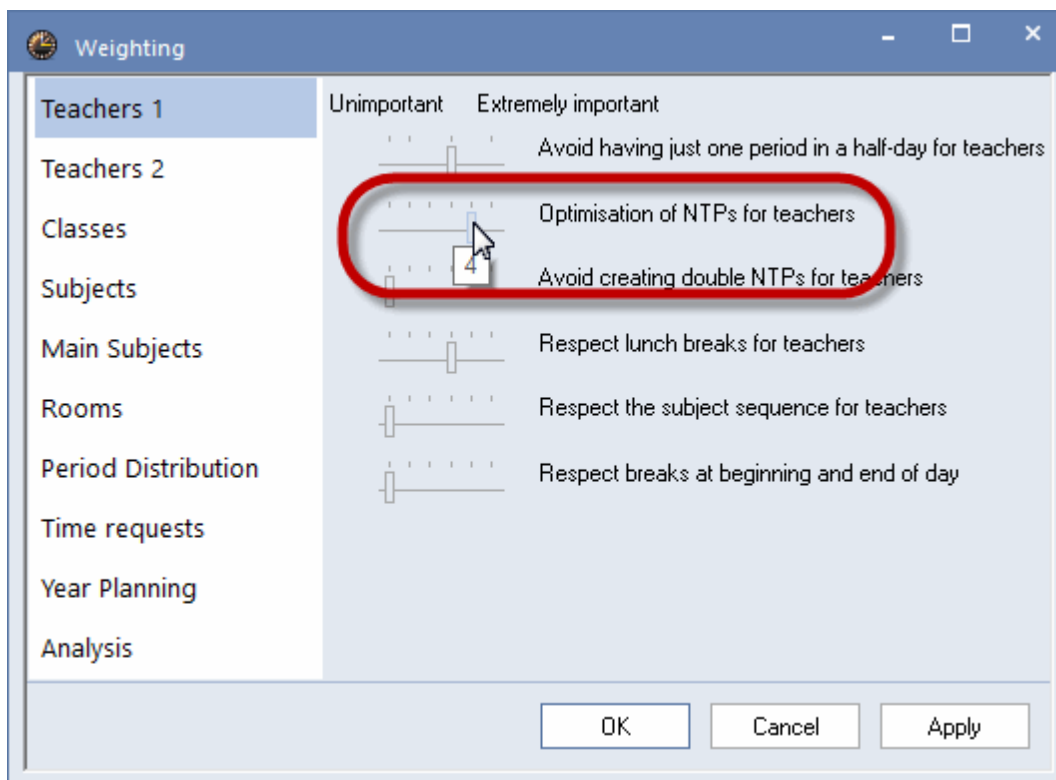 Weighting
Teachers 1
Teachers 2
Classes
Subjects
Main Subjects
Rooms
Period Distribution
Time requests
Year Planning
Analysis
Unimportant Extremely important
Avoid having just one period in a half-day for teachers
Optimisation of NTPs for teachers
4
Avoid creating double NTPs for teachers
Respect lunch breaks for teachers
Respect the subject sequence for teachers
Respect breaks at beginning and end of day
OK Cancel Apply